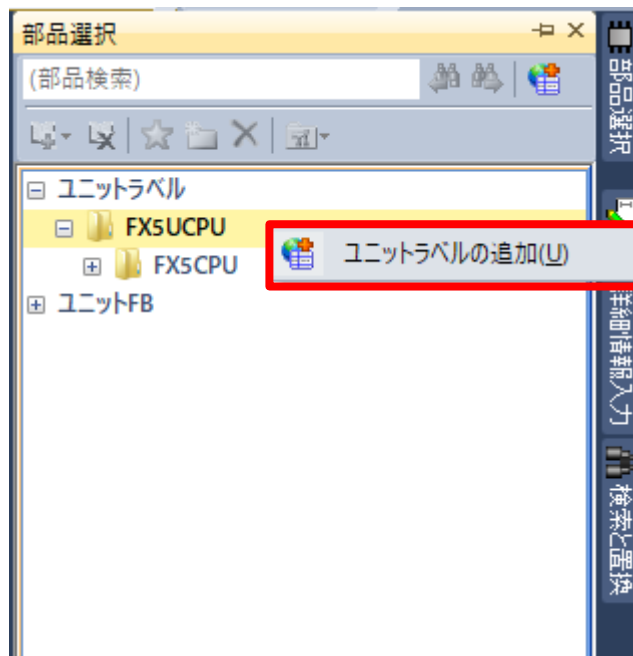 部品選択
(部品検索)
ユニットラベル
FX5UCPU
FX5CPU
ユニットFB
ユニットラベルの追加(U)
部品選択
詳細情報入力
検索と置換